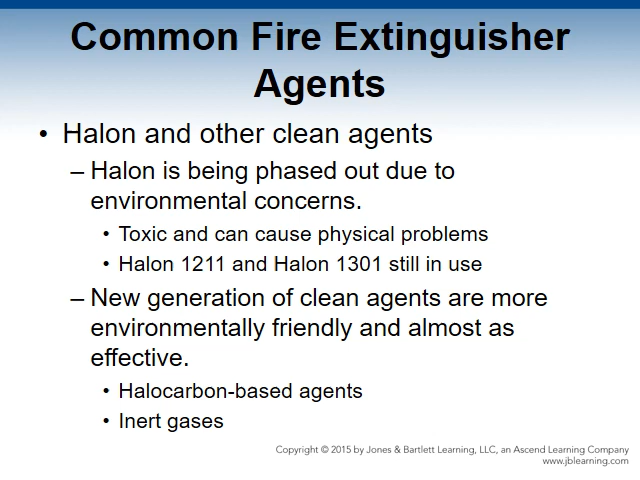 Common Fire Extinguisher
Agents
• Halon and other clean agents
– Halon is being phased out due to
environmental concerns.
• Toxic and can cause physical problems
• Halon 1211 and Halon 1301 still in use
– New generation of clean agents are more
environmentally friendly and almost as
effective.
• Halocarbon-based agents
• Inert gases
Copyright © 2015 by Jones & Bartlett Learning, LLC, an Ascend Learning Company
www.jblearning.com